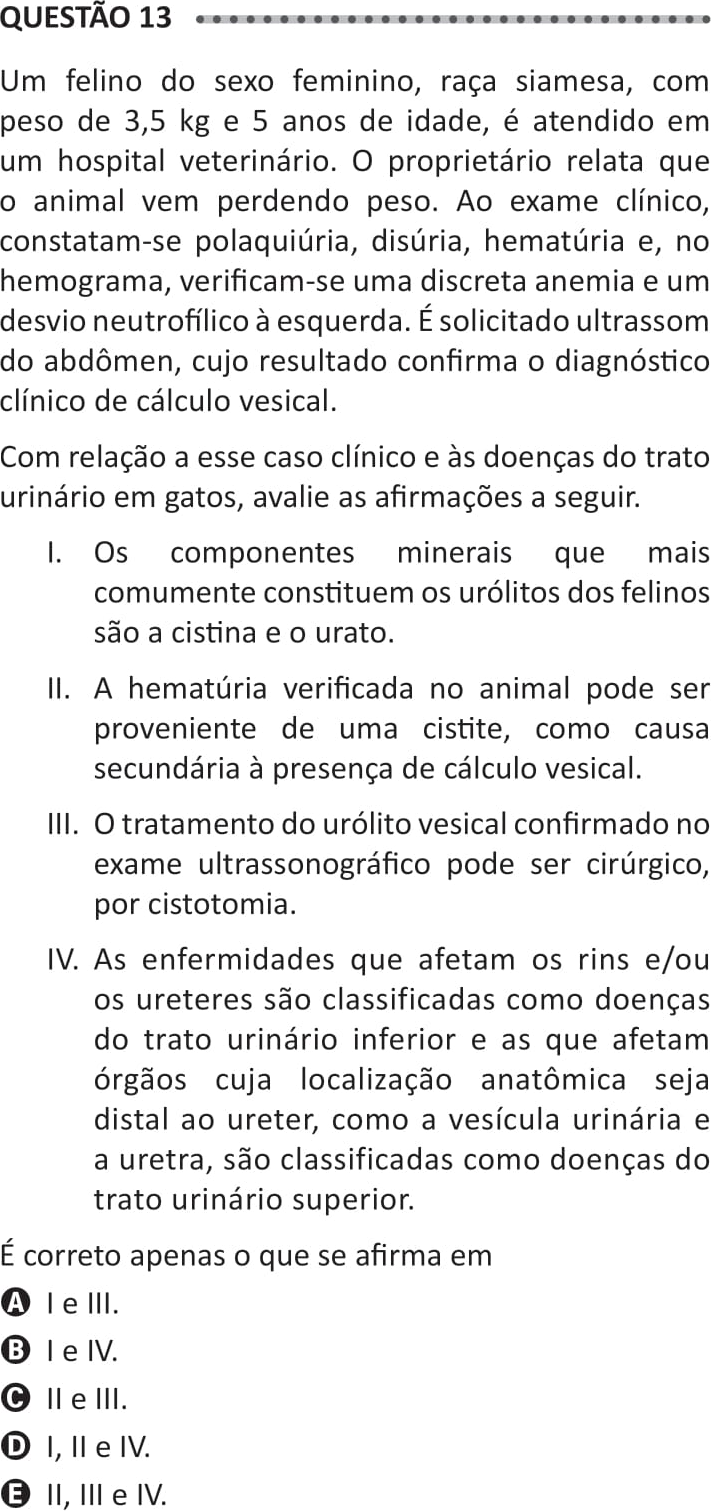 QUESTÃO 13
Um felino do sexo feminino, raça siamesa, com
peso de 3,5 kg e 5 anos de idade, é atendido em
um hospital veterinário. O proprietário relata que
o animal vem perdendo peso. Ao exame clínico,
constatam-se polaquiúria, disúria, hematúria e, no
hemograma, verificam-se uma discreta anemia e um
desvio neutrofílico à esquerda. É solicitado ultrassom
do abdômen, cujo resultado confirma o diagnóstico
clínico de cálculo vesical.
Com relação a esse caso clínico e às doenças do trato
urinário em gatos, avalie as afirmações a seguir.
I. Os componentes minerais que mais
comumente constituem os urólitos dos felinos
são a cistina e o urato.
II. A hematúria verificada no animal pode ser
proveniente de uma cistite, como causa
secundária à presença de cálculo vesical.
III. O tratamento do urólito vesical confirmado no
exame ultrassonográfico pode ser cirúrgico,
por cistotomia.
IV. As enfermidades que afetam os rins e/ou
os ureteres são classificadas como doenças
do trato urinário inferior e as que afetam
órgãos cuja localização anatômica seja
distal ao ureter, como a vesícula urinária e
a uretra, são classificadas como doenças do
trato urinário superior.
É correto apenas o que se afirma em
A I e III.
B I e IV.
C II e III.
D I, II e IV.
E II, III e IV.